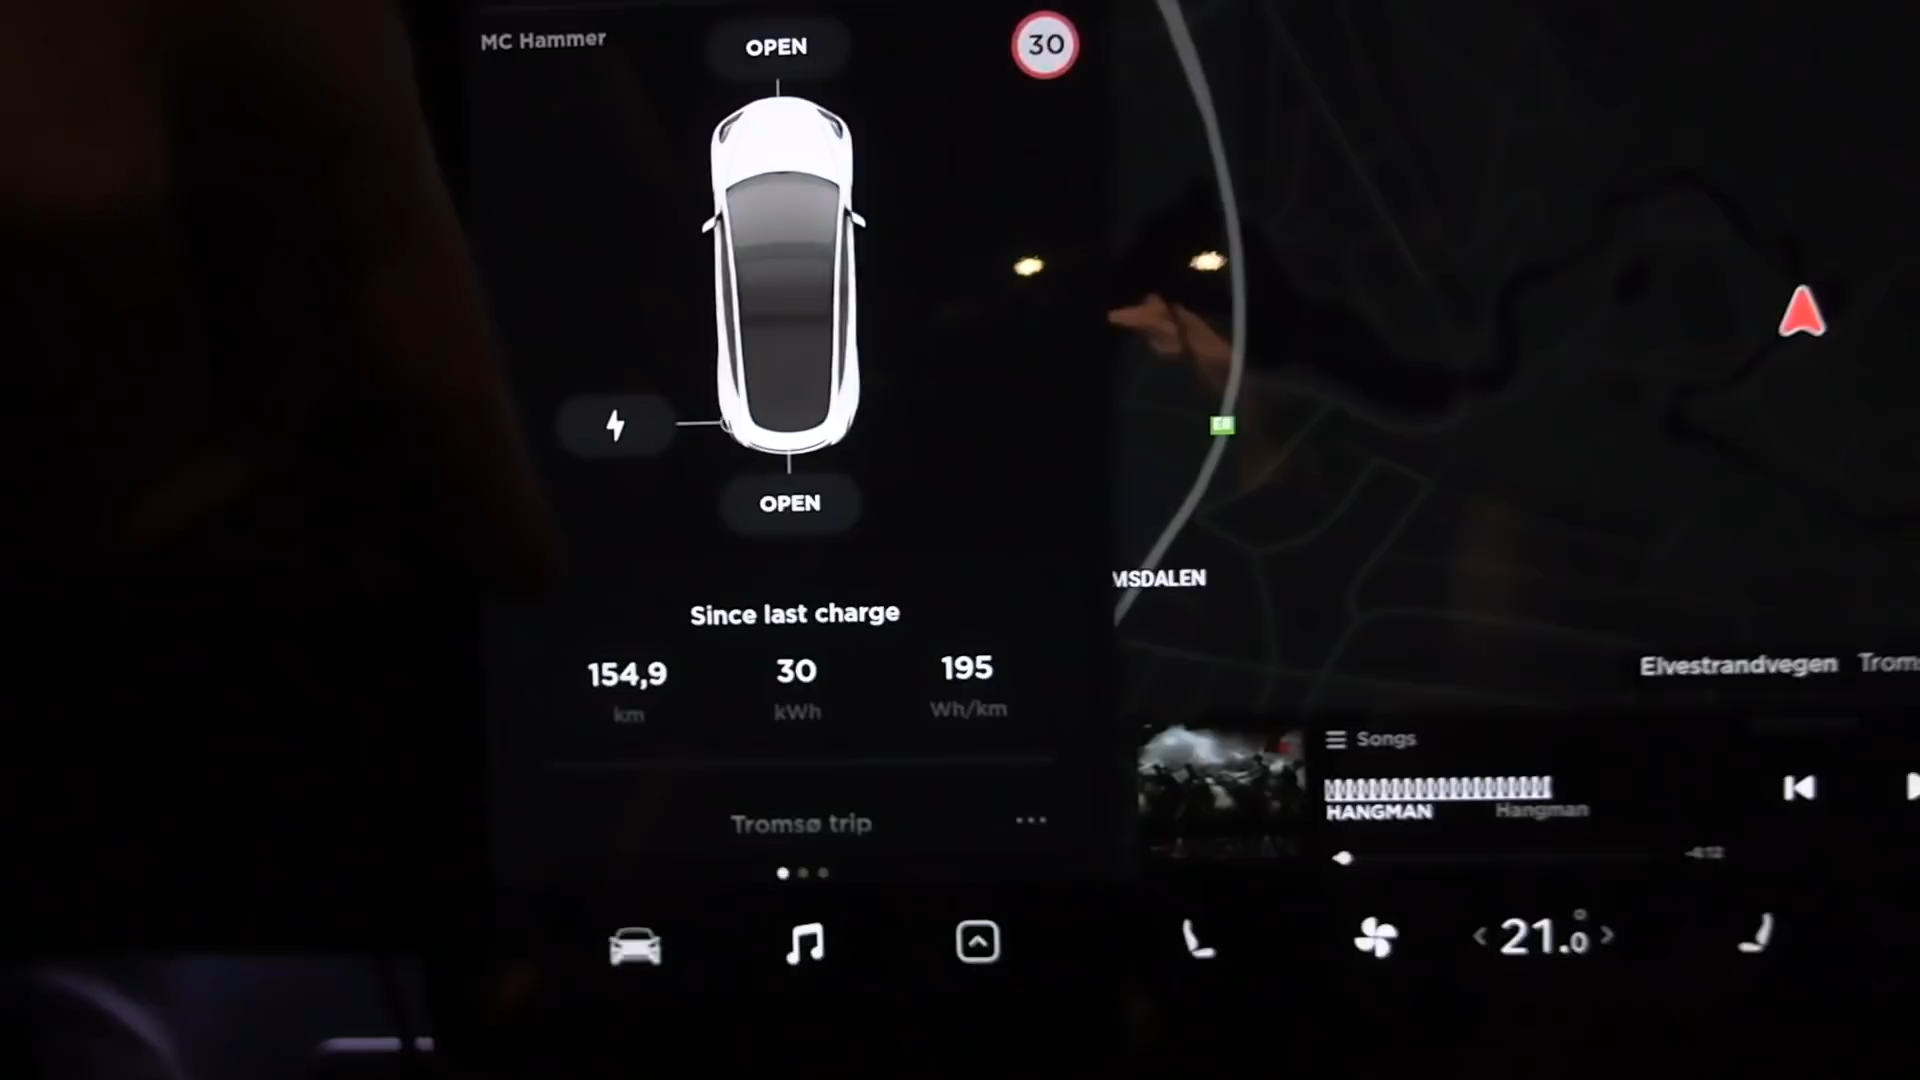 MC Hammer
OPEN
30
OPEN
Since last charge
154,9 30 195
km kWh Wh/km
Tromsø trip
E8
MSDALEN
Elvestrandvegen
Songs
HANGMAN Hangman
21.0°